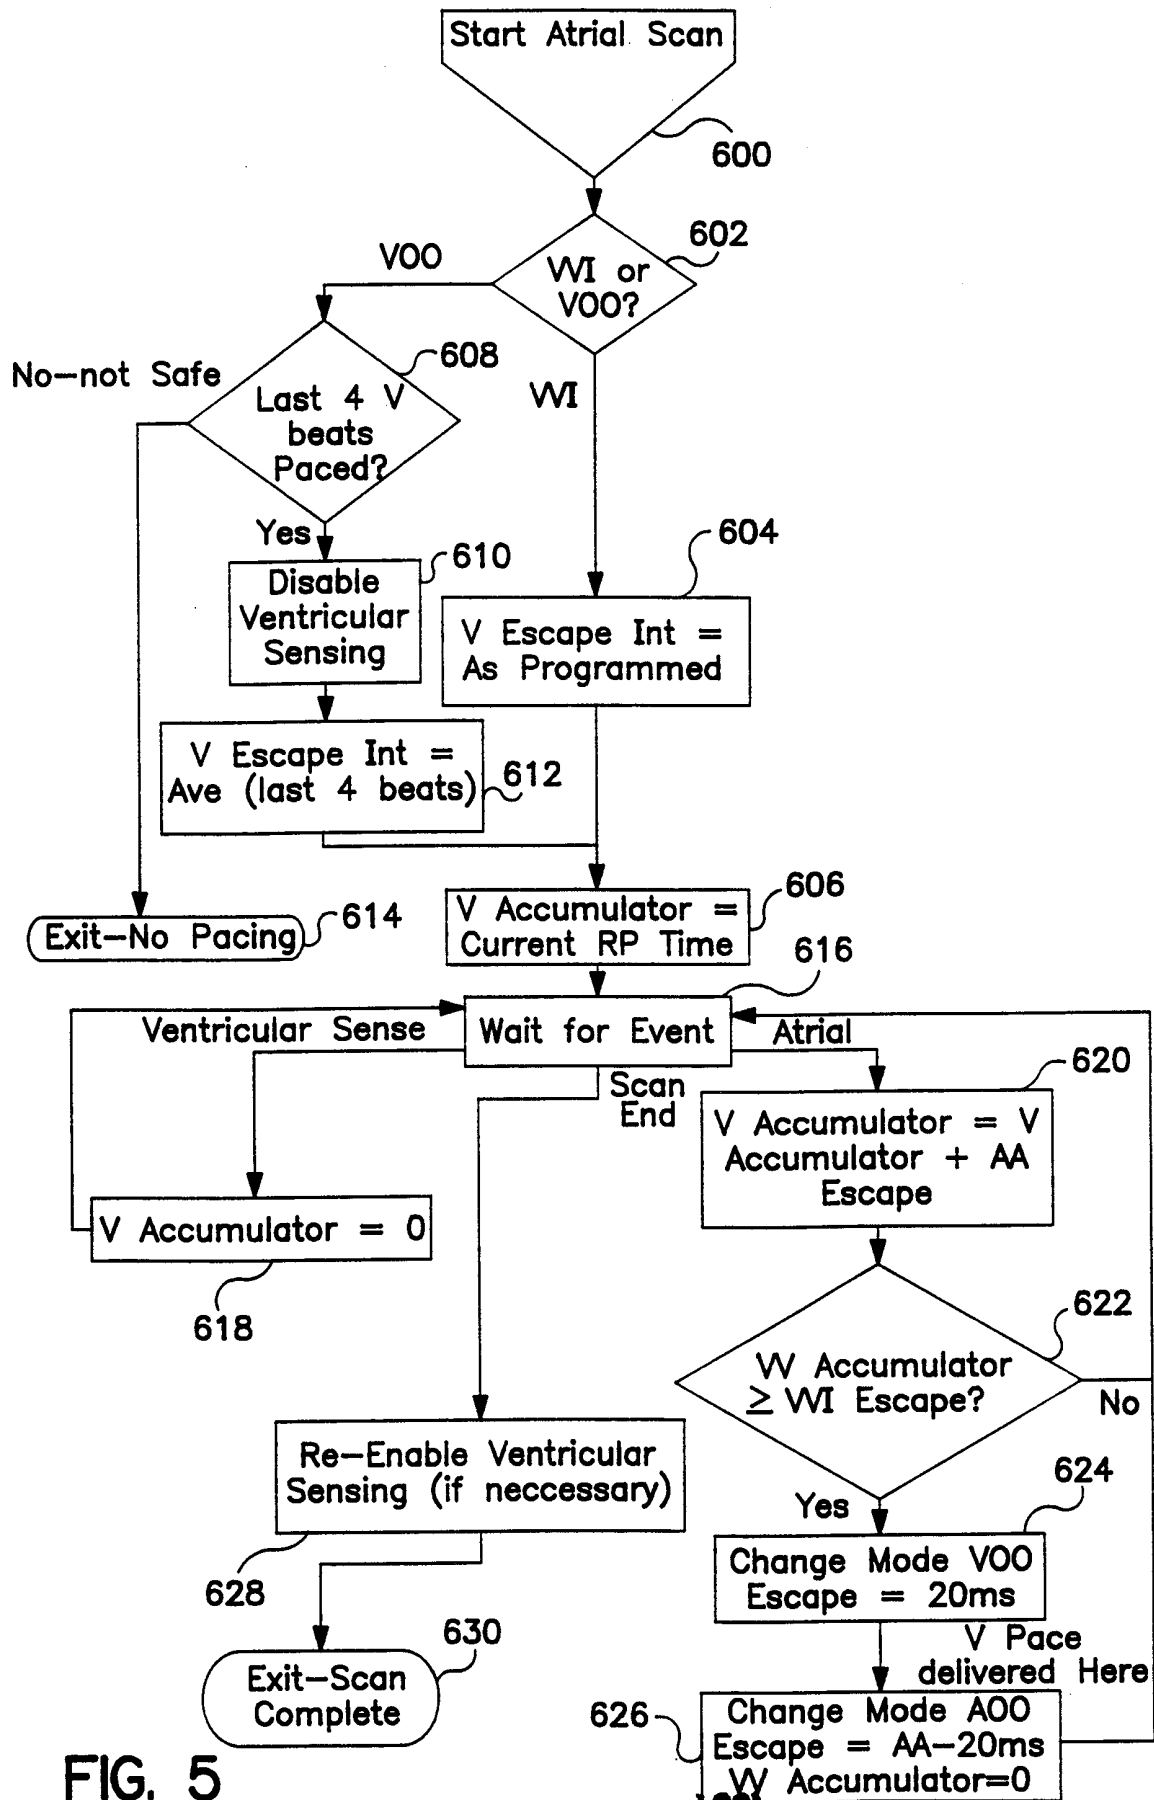 Start Atrial Scan
600
602
VVI or
VOO?
VOO
VVI
608
No-not Safe
Last 4 V
beats
Paced?
Yes
610
Disable
Ventricular
Sensing
604
V Escape Int =
As Programmed
V Escape Int =
Ave (last 4 beats)
612
606
V Accumulator =
Current RP Time
Exit-No Pacing
614
616
Wait for Event
Ventricular Sense
Atrial
Scan
End
620
V Accumulator = V
Accumulator + AA
Escape
V Accumulator = 0
618
622
VV Accumulator
≥ VVI Escape?
No
Yes
624
Change Mode VOO
Escape = 20ms
Re-Enable Ventricular
Sensing (if neccessary)
628
V Pace
delivered Here
630
Exit-Scan
Complete
626
Change Mode AOO
Escape = AA-20ms
VV Accumulator=0
FIG. 5